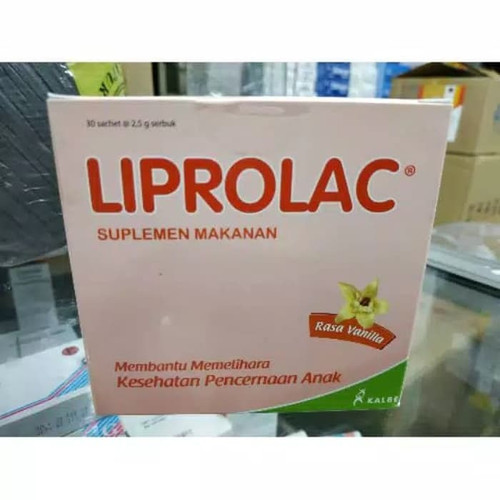 30 sachet @ 2,5 g serbuk
LIPROLAC®
SUPLEMEN MAKANAN
Rasa Vanilla
Membantu Memelihara
Kesehatan Pencernaan Anak
KALBE